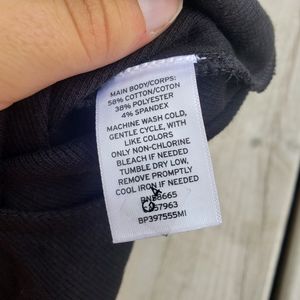 MAIN BODY/CORPS:
58% COTTON/COTON
38% POLYESTER
4% SPANDEX
MACHINE WASH COLD,
GENTLE CYCLE, WITH
LIKE COLORS
ONLY NON-CHLORINE
BLEACH IF NEEDED
TUMBLE DRY LOW,
REMOVE PROMPTLY
COOL IRON IF NEEDED
BP397555MI